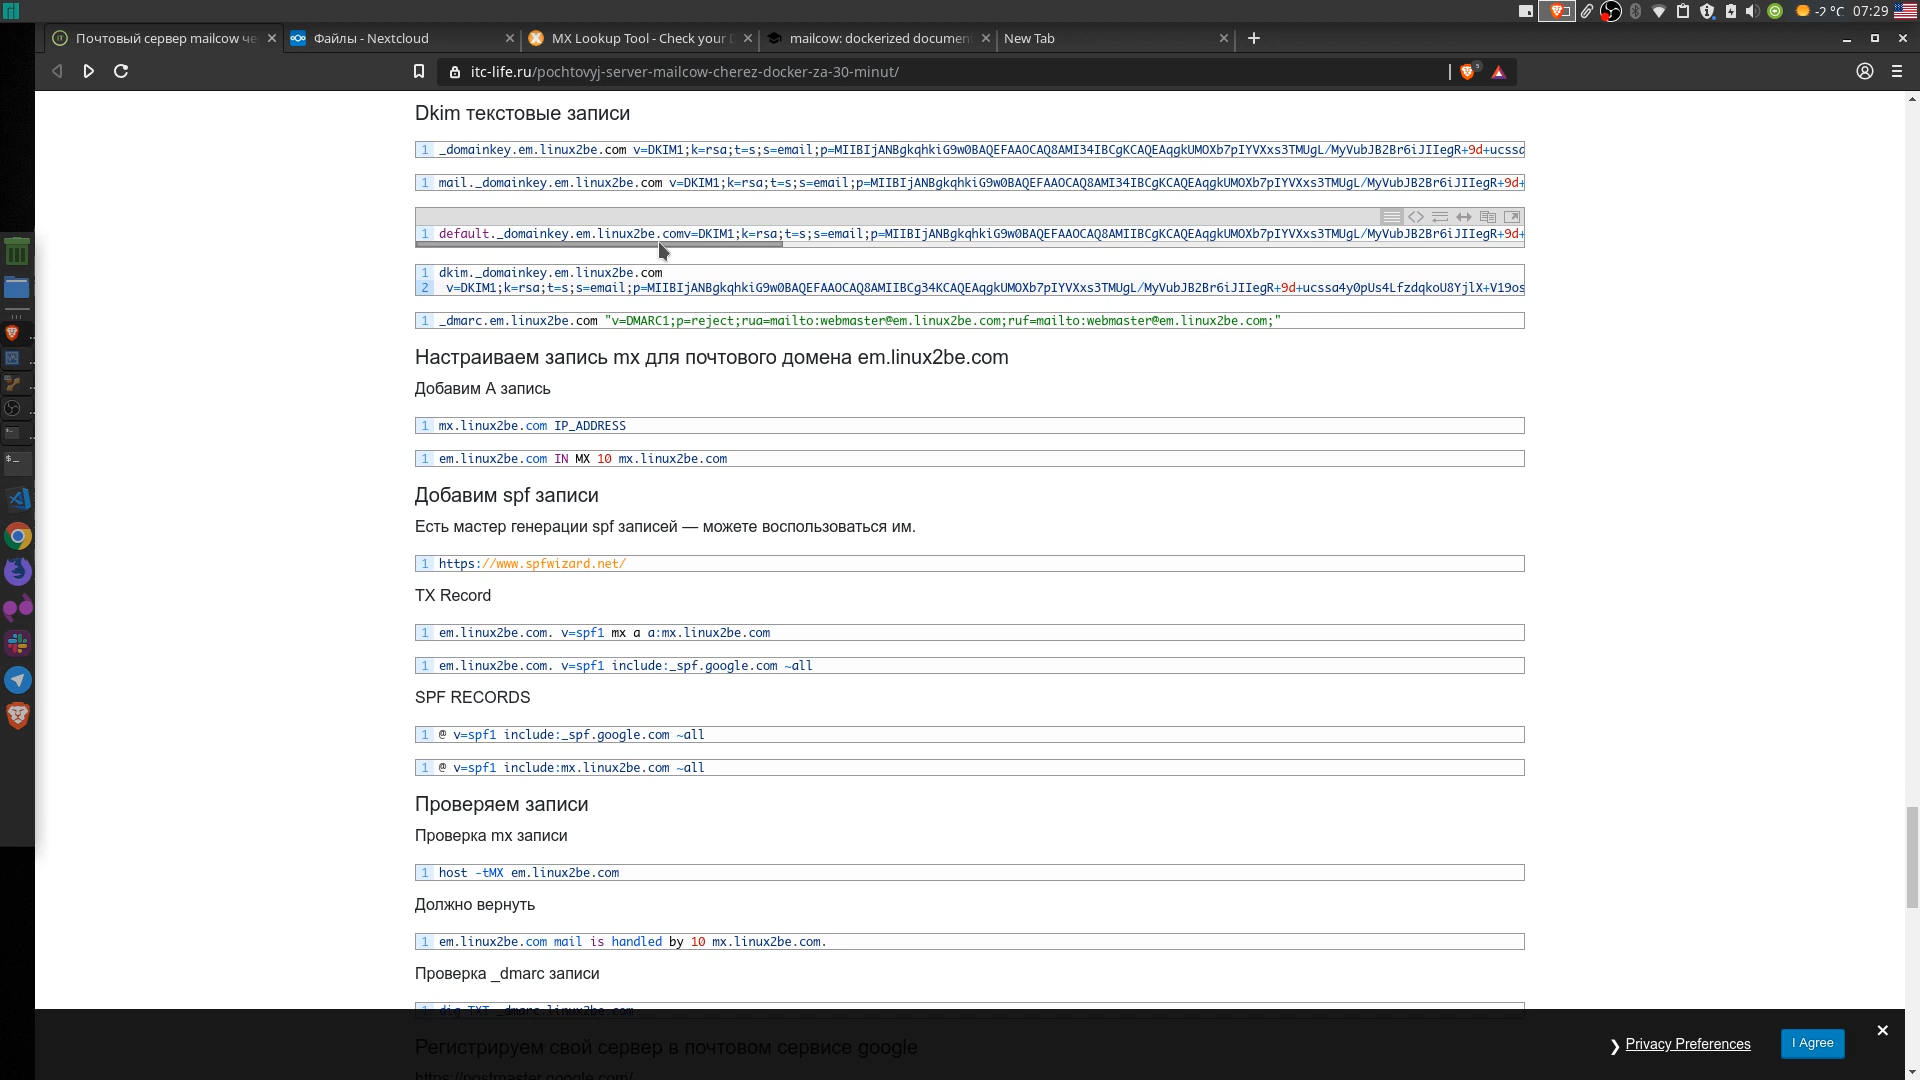 -2 °C 07:29
Почтовый сервер mailcow че
Файлы - Nextcloud
MX Lookup Tool - Check your D
mailcow: dockerized documen
New Tab
itc-life.ru/pochtovyj-server-mailcow-cherez-docker-za-30-minut/
Dkim текстовые записи
1 _domainkey.em.linux2be.com v=DKIM1;k=rsa;t=s;s=email;p=MIIBIjANBgkqhkiG9w0BAQEFAAOCAQ8AMI34IBCgKCAQEAqgkUMOXb7pIYVXxs3TMUgL/MyVubJB2Br6iJIIegR+9d+ucssa
1 mail._domainkey.em.linux2be.com v=DKIM1;k=rsa;t=s;s=email;p=MIIBIjANBgkqhkiG9w0BAQEFAAOCAQ8AMI34IBCgKCAQEAqgkUMOXb7pIYVXxs3TMUgL/MyVubJB2Br6iJIIegR+9d+
1 default._domainkey.em.linux2be.comv=DKIM1;k=rsa;t=s;s=email;p=MIIBIjANBgkqhkiG9w0BAQEFAAOCAQ8AMIIBCgKCAQEAqgkUMOXb7pIYVXxs3TMUgL/MyVubJB2Br6iJIIegR+9d+
1 dkim._domainkey.em.linux2be.com
2 v=DKIM1;k=rsa;t=s;s=email;p=MIIBIjANBgkqhkiG9w0BAQEFAAOCAQ8AMIIBCg34KCAQEAqgkUMOXb7pIYVXxs3TMUgL/MyVubJB2Br6iJIIegR+9d+ucssa4y0pUs4LfzdqkoU8YjlX+V19os
1 _dmarc.em.linux2be.com "v=DMARC1;p=reject;rua=mailto:webmaster@em.linux2be.com;ruf=mailto:webmaster@em.linux2be.com;"
Настраиваем запись mx для почтового домена em.linux2be.com
Добавим А запись
1 mx.linux2be.com IP_ADDRESS
1 em.linux2be.com IN MX 10 mx.linux2be.com
Добавим spf записи
Есть мастер генерации spf записей — можете воспользоваться им.
1 https://www.spfwizard.net/
TX Record
1 em.linux2be.com. v=spf1 mx a a:mx.linux2be.com
1 em.linux2be.com. v=spf1 include:_spf.google.com ~all
SPF RECORDS
1 @ v=spf1 include:_spf.google.com ~all
1 @ v=spf1 include:mx.linux2be.com ~all
Проверяем записи
Проверка mx записи
1 host -tMX em.linux2be.com
Должно вернуть
1 em.linux2be.com mail is handled by 10 mx.linux2be.com.
Проверка _dmarc записи
1 dig TXT _dmarc.linux2be.com
Регистрируем свой сервер в почтовом сервисе google
https://postmaster.google.com/
Privacy Preferences
I Agree